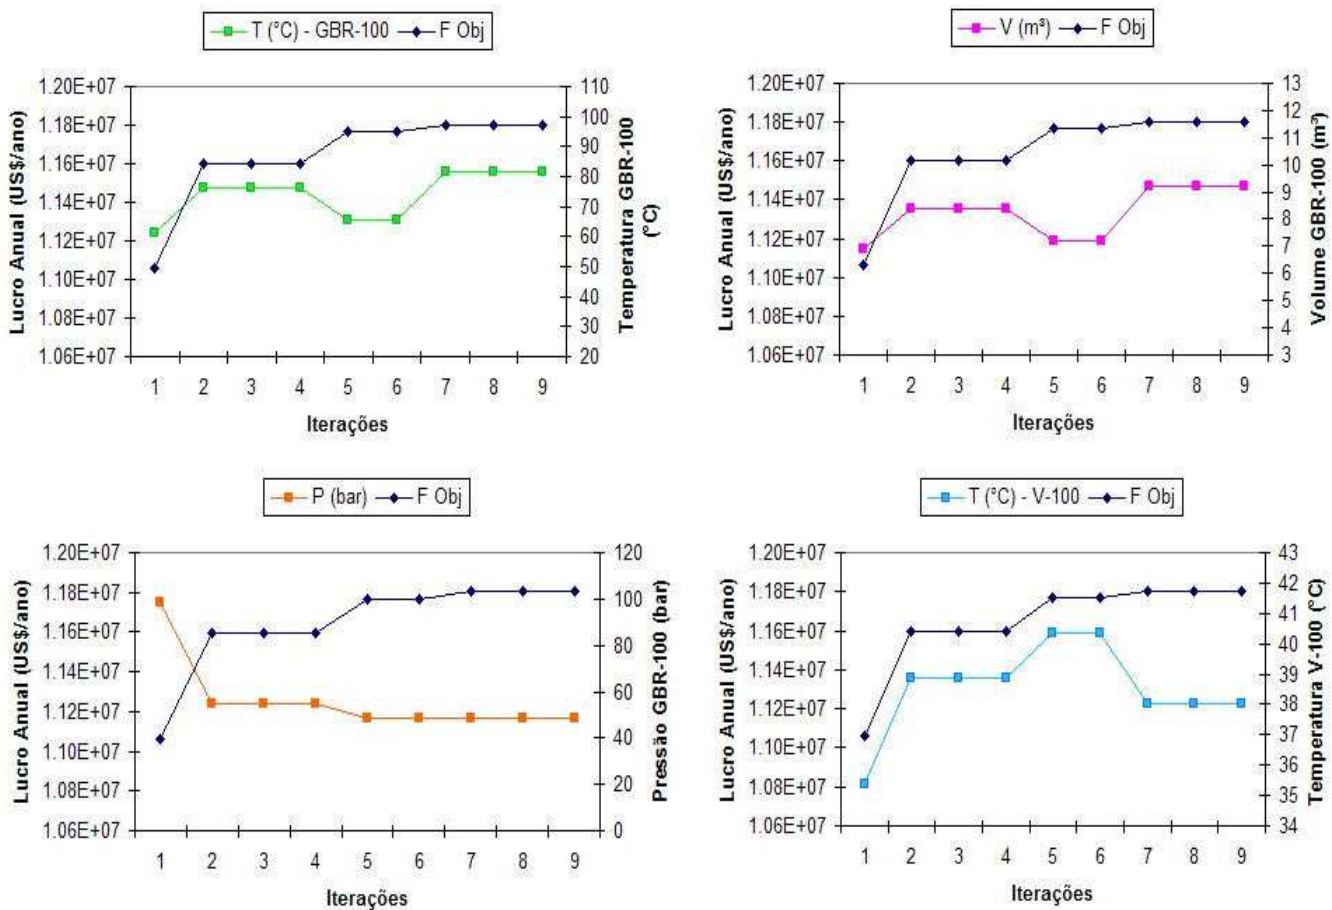 T (°C) - GBR-100 F Obj
Lucro Anual (US$/ano)
1.20E+07
1.18E+07
1.16E+07
1.14E+07
1.12E+07
1.10E+07
1.08E+07
1.06E+07
110
100
90
80
70
60
50
40
30
20
Temperatura GBR-100
(°C)
1 2 3 4 5 6 7 8 9
Iterações
V (m³) F Obj
Lucro Anual (US$/ano)
1.20E+07
1.18E+07
1.16E+07
1.14E+07
1.12E+07
1.10E+07
1.08E+07
1.06E+07
13
12
11
10
9
8
7
6
5
4
3
Volume GBR-100 (m³)
1 2 3 4 5 6 7 8 9
Iterações
P (bar) F Obj
Lucro Anual (US$/ano)
1.20E+07
1.18E+07
1.16E+07
1.14E+07
1.12E+07
1.10E+07
1.08E+07
1.06E+07
120
100
80
60
40
20
0
Pressão GBR-100 (bar)
1 2 3 4 5 6 7 8 9
Iterações
T (°C) - V-100 F Obj
Lucro Anual (US$/ano)
1.20E+07
1.18E+07
1.16E+07
1.14E+07
1.12E+07
1.10E+07
1.08E+07
1.06E+07
43
42
41
40
39
38
37
36
35
34
Temperatura V-100 (°C)
1 2 3 4 5 6 7 8 9
Iterações